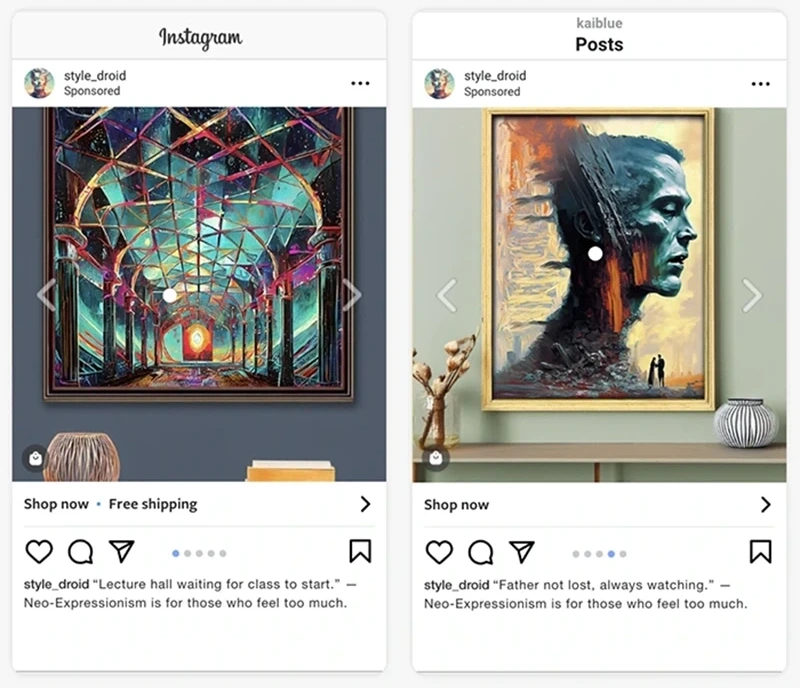 Instagram
style_droid
Sponsored
Shop now • Free shipping
style_droid “Lecture hall waiting for class to start.” —
Neo-Expressionism is for those who feel too much.
kaiblue
Posts
style_droid
Sponsored
Shop now
style_droid “Father not lost, always watching.” —
Neo-Expressionism is for those who feel too much.